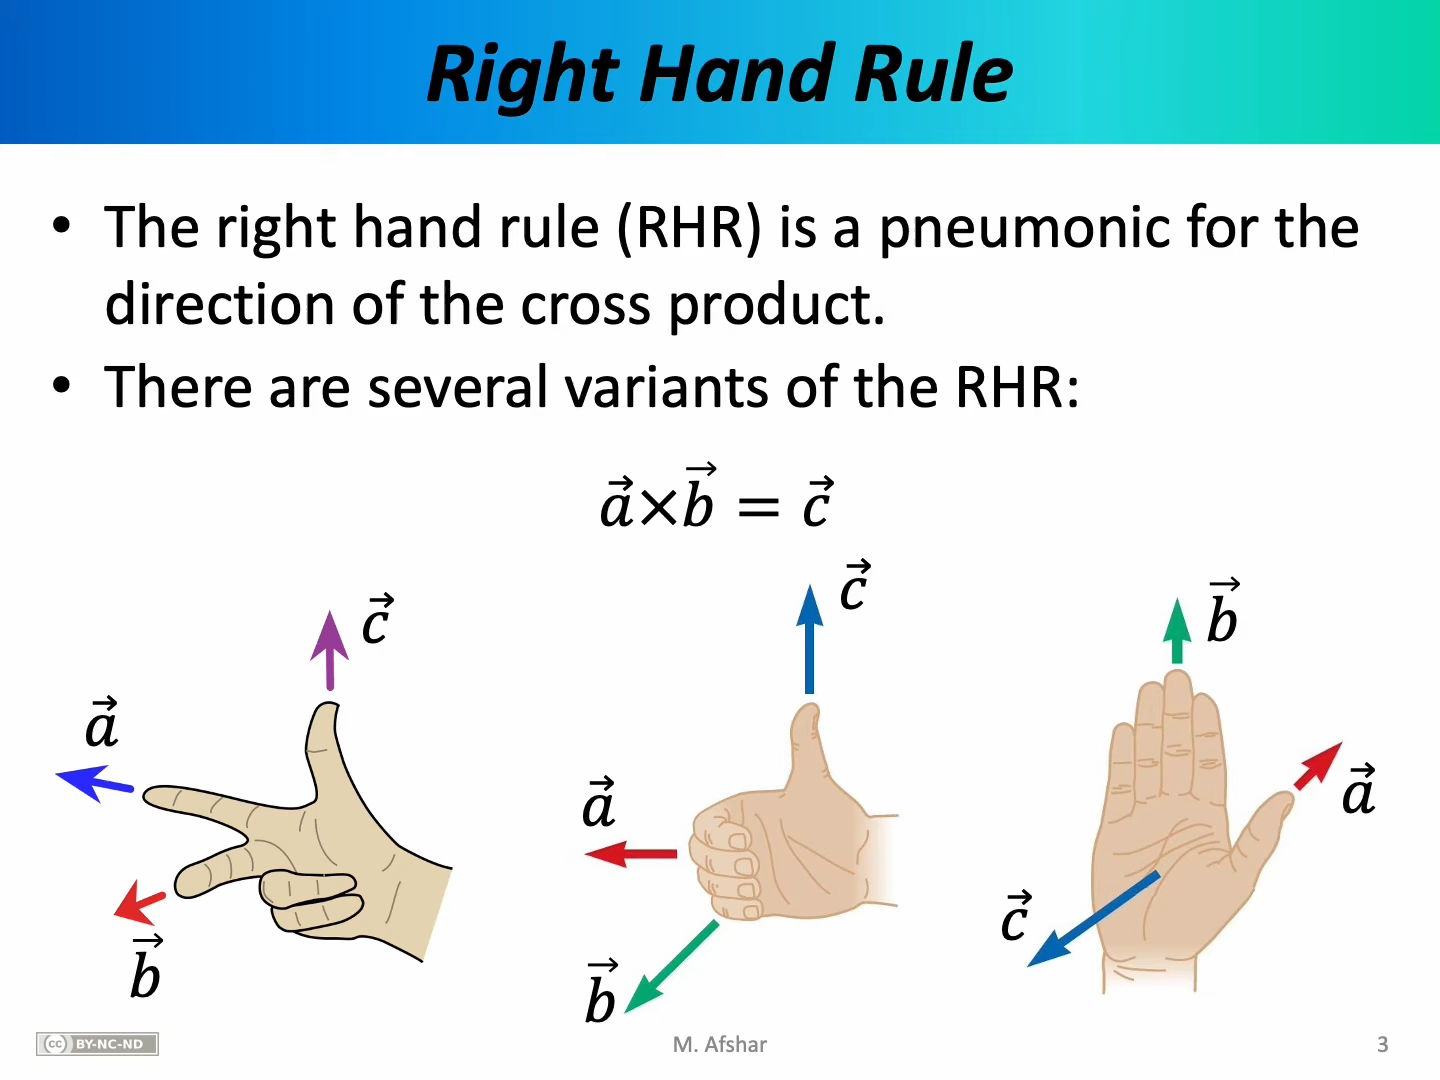 Right Hand Rule
• The right hand rule (RHR) is a pneumonic for the
direction of the cross product.
• There are several variants of the RHR:
a⃗×b⃗ = c⃗
c⃗
a⃗
b⃗
c⃗
a⃗
b⃗
b⃗
a⃗
c⃗
cc BY-NC-ND
M. Afshar
3